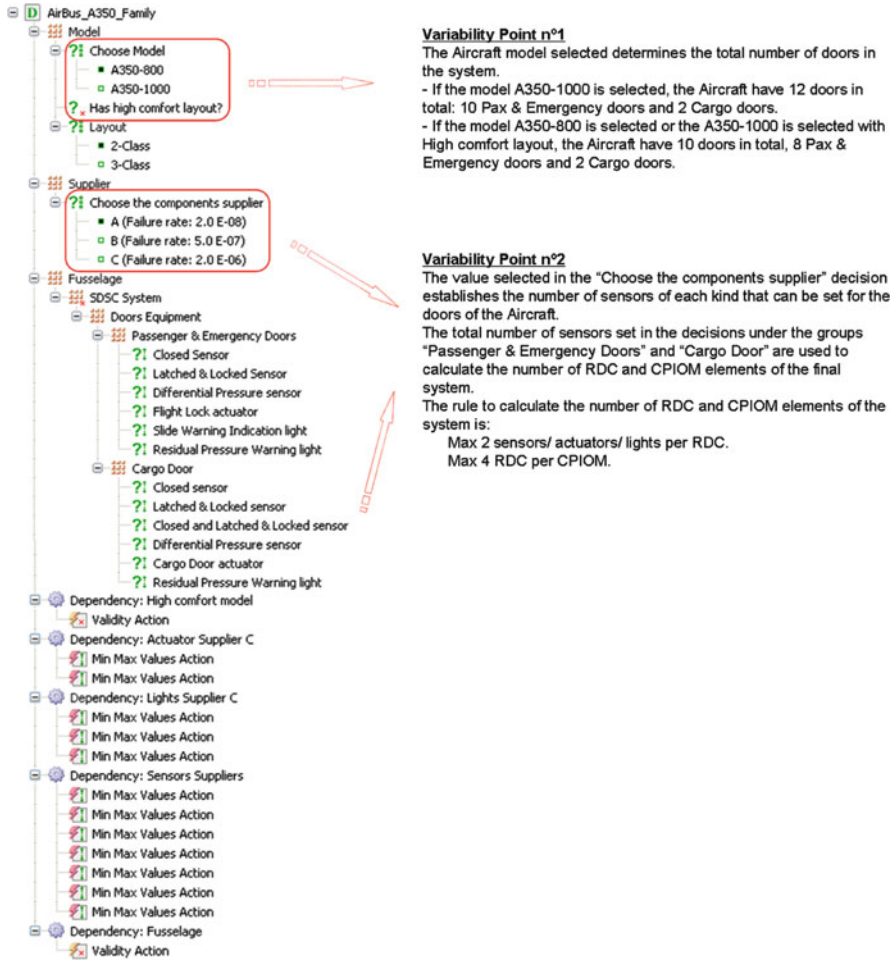 AirBus_A350_Family
Model
Choose Model
A350-800
A350-1000
Has high comfort layout?
Layout
2-Class
3-Class
Supplier
Choose the components supplier
A (Failure rate: 2.0 E-08)
B (Failure rate: 5.0 E-07)
C (Failure rate: 2.0 E-06)
Fusselage
SDSC System
Doors Equipment
Passenger & Emergency Doors
Closed Sensor
Latched & Locked Sensor
Differential Pressure sensor
Flight Lock actuator
Slide Warning Indication light
Residual Pressure Warning light
Cargo Door
Closed sensor
Latched & Locked sensor
Closed and Latched & Locked sensor
Differential Pressure sensor
Cargo Door actuator
Residual Pressure Warning light
Dependency: High comfort model
Validity Action
Dependency: Actuator Supplier C
Min Max Values Action
Min Max Values Action
Dependency: Lights Supplier C
Min Max Values Action
Min Max Values Action
Min Max Values Action
Dependency: Sensors Suppliers
Min Max Values Action
Min Max Values Action
Min Max Values Action
Min Max Values Action
Min Max Values Action
Min Max Values Action
Min Max Values Action
Dependency: Fusselage
Validity Action
Variability Point nº1
The Aircraft model selected determines the total number of doors in
the system.
- If the model A350-1000 is selected, the Aircraft have 12 doors in
total: 10 Pax & Emergency doors and 2 Cargo doors.
- If the model A350-800 is selected or the A350-1000 is selected with
High comfort layout, the Aircraft have 10 doors in total, 8 Pax &
Emergency doors and 2 Cargo doors.
Variability Point nº2
The value selected in the "Choose the components supplier" decision
establishes the number of sensors of each kind that can be set for the
doors of the Aircraft.
The total number of sensors set in the decisions under the groups
"Passenger & Emergency Doors" and "Cargo Door" are used to
calculate the number of RDC and CPIOM elements of the final
system.
The rule to calculate the number of RDC and CPIOM elements of the
system is:
Max 2 sensors/ actuators/ lights per RDC.
Max 4 RDC per CPIOM.